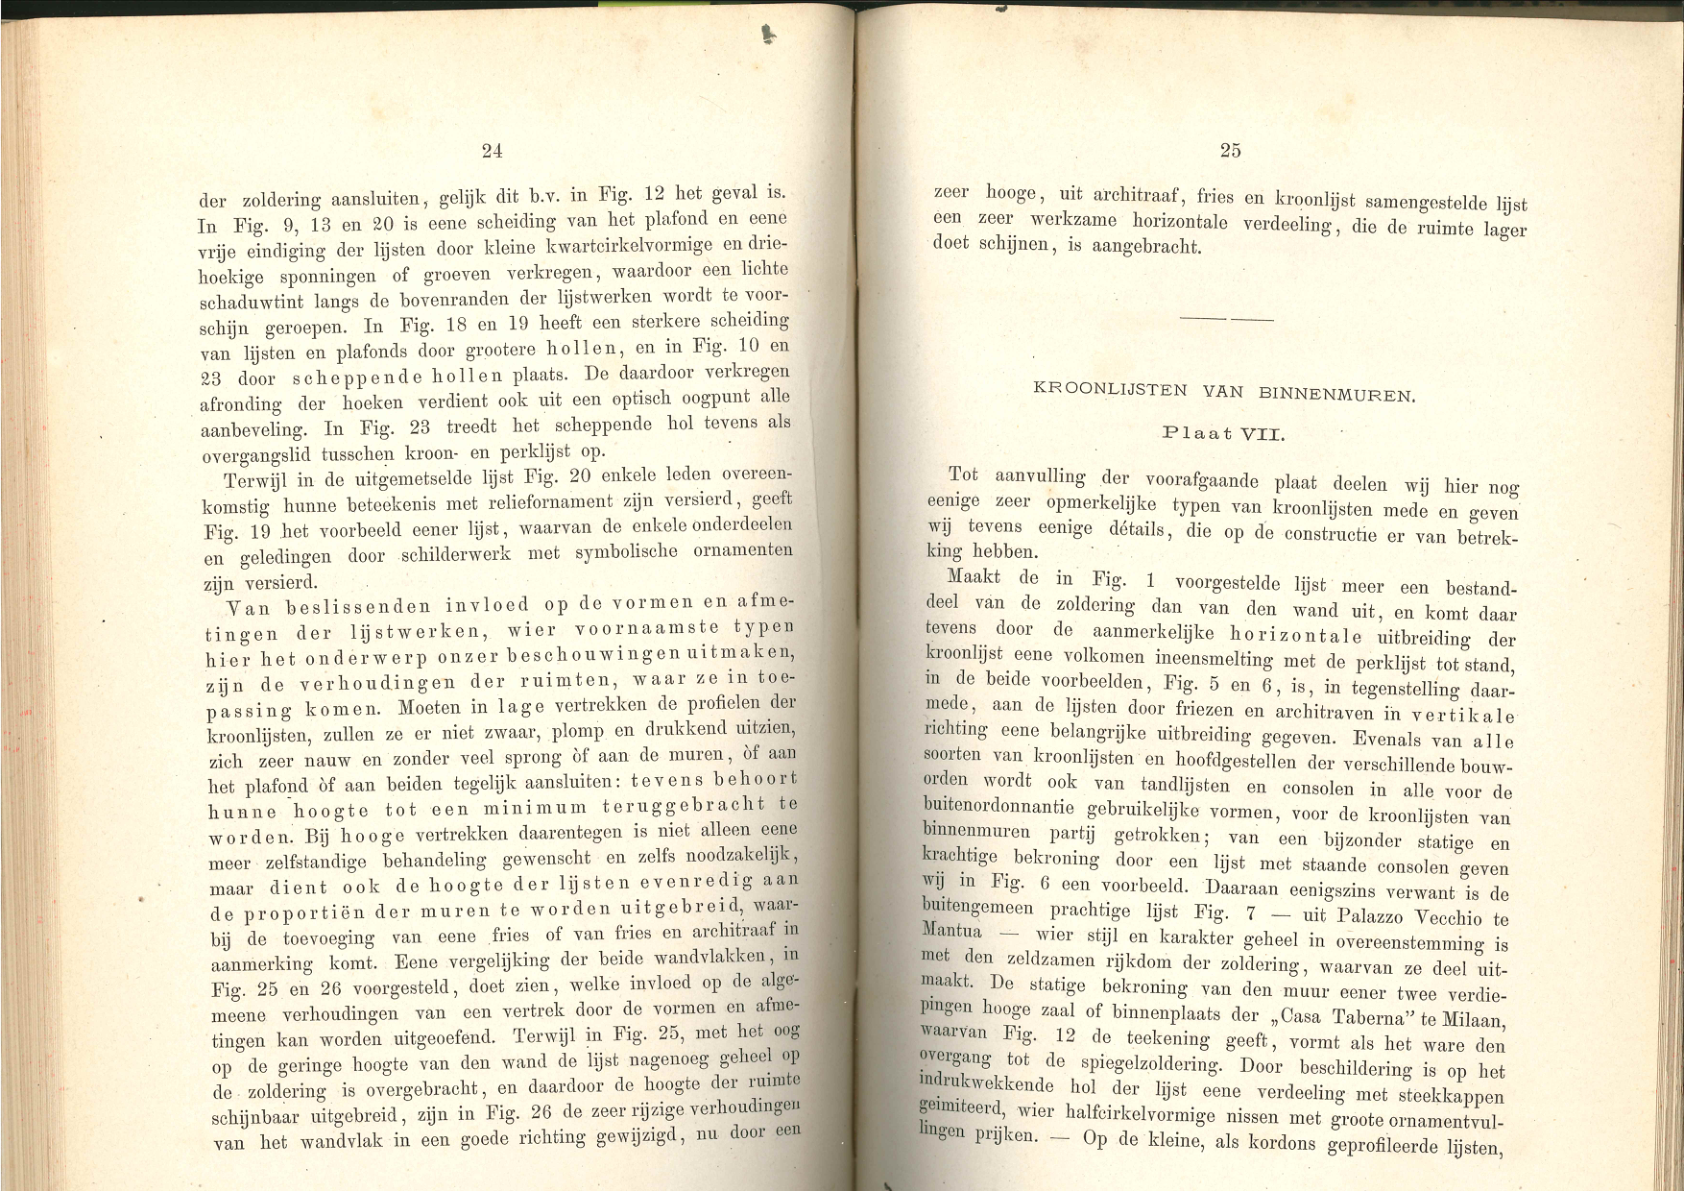 24
der zoldering aansluiten, gelijk dit b.v. in Fig. 12 het geval is.
In Fig. 9, 13 en 20 is eene scheiding van het plafond en eene
vrije eindiging der lijsten door kleine kwartcirkelvormige en drie-
hoekige sponningen of groeven verkregen, waardoor een lichte
schaduwtint langs de bovenranden der lijstwerken wordt te voor-
schijn geroepen. In Fig. 18 en 19 heeft een sterkere scheiding
van lijsten en plafonds door grootere hollen, en in Fig. 10 en
23 door scheppende hollen plaats. De daardoor verkregen
afronding der hoeken verdient ook uit een optisch oogpunt alle
aanbeveling. In Fig. 23 treedt het scheppende hol tevens als
overgangslid tusschen kroon- en perklijst op.
Terwijl in de uitgemetselde lijst Fig. 20 enkele leden overeen-
komstig hunne beteekenis met reliefornament zijn versierd, geeft
Fig. 19 het voorbeeld eener lijst, waarvan de enkele onderdeelen
en geledingen door schilderwerk met symbolische ornamenten
zijn versierd.
Van beslissenden invloed op de vormen en afme-
tingen der lijstwerken, wier voornaamste typen
hier het onderwerp onzer beschouwingen uitmaken,
zijn de verhoudingen der ruimten, waar ze in toe-
passing komen. Moeten in lage vertrekken de profielen der
kroonlijsten, zullen ze er niet zwaar, plomp en drukkend uitzien,
zich zeer nauw en zonder veel sprong òf aan de muren, òf aan
het plafond òf aan beiden tegelijk aansluiten: tevens behoort
hunne hoogte tot een minimum teruggebracht te
worden. Bij hooge vertrekken daarentegen is niet alleen eene
meer zelfstandige behandeling gewenscht en zelfs noodzakelijk,
maar dient ook de hoogte der lijsten evenredig aan
de proportiën der muren te worden uitgebreid, waar-
bij de toevoeging van eene fries of van fries en architraaf in
aanmerking komt. Eene vergelijking der beide wandvlakken, in
Fig. 25 en 26 voorgesteld, doet zien, welke invloed op de alge-
meene verhoudingen van een vertrek door de vormen en afme-
tingen kan worden uitgeoefend. Terwijl in Fig. 25, met het oog
op de geringe hoogte van den wand de lijst nagenoeg geheel op
de zoldering is overgebracht, en daardoor de hoogte der ruimte
schijnbaar uitgebreid, zijn in Fig. 26 de zeer rijzige verhoudingen
van het wandvlak in een goede richting gewijzigd, nu door een
25
zeer hooge, uit architraaf, fries en kroonlijst samengestelde lijst
een zeer werkzame horizontale verdeeling, die de ruimte lager
doet schijnen, is aangebracht.
KROONLIJSTEN VAN BINNENMUREN.
Plaat VII.
Tot aanvulling der voorafgaande plaat deelen wij hier nog
eenige zeer opmerkelijke typen van kroonlijsten mede en geven
wij tevens eenige détails, die op de constructie er van betrek-
king hebben.
Maakt de in Fig. 1 voorgestelde lijst meer een bestand-
deel van de zoldering dan van den wand uit, en komt daar
tevens door de aanmerkelijke horizontale uitbreiding der
kroonlijst eene volkomen ineensmelting met de perklijst tot stand,
in de beide voorbeelden, Fig. 5 en 6, is, in tegenstelling daar-
mede, aan de lijsten door friezen en architraven in vertikale
richting eene belangrijke uitbreiding gegeven. Evenals van alle
soorten van kroonlijsten en hoofdgestellen der verschillende bouw-
orden wordt ook van tandlijsten en consolen in alle voor de
buitenordonnantie gebruikelijke vormen, voor de kroonlijsten van
binnenmuren partij getrokken; van een bijzonder statige en
krachtige bekroning door een lijst met staande consolen geven
wij in Fig. 6 een voorbeeld. Daaraan eenigszins verwant is de
buitengemeen prachtige lijst Fig. 7 — uit Palazzo Vecchio te
Mantua — wier stijl en karakter geheel in overeenstemming is
met den zeldzamen rijkdom der zoldering, waarvan ze deel uit-
maakt. De statige bekroning van den muur eener twee verdie-
pingen hooge zaal of binnenplaats der „Casa Taberna” te Milaan,
waarvan Fig. 12 de teekening geeft, vormt als het ware den
overgang tot de spiegelzoldering. Door beschildering is op het
indrukwekkende hol der lijst eene verdeeling met steekkappen
geimiteerd, wier halfcirkelvormige nissen met groote ornamentvul-
lingen prijken. — Op de kleine, als kordons geprofileerde lijsten,